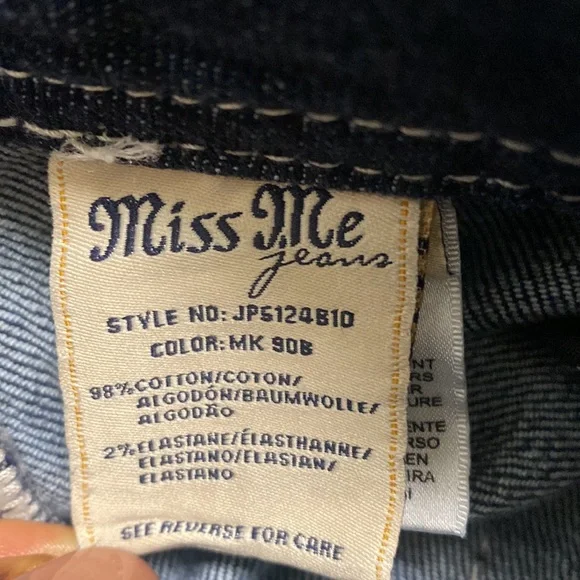 Miss Me
jeans
STYLE NO: JP5124B10
COLOR: MK 90B
98% COTTON/COTON/
ALGODÓN/BAUMWOLLE/
ALGODÃO
2% ELASTANE/ÉLASTHANNE/
ELASTANO/ELASTAN/
ELASTANO
SEE REVERSE FOR CARE